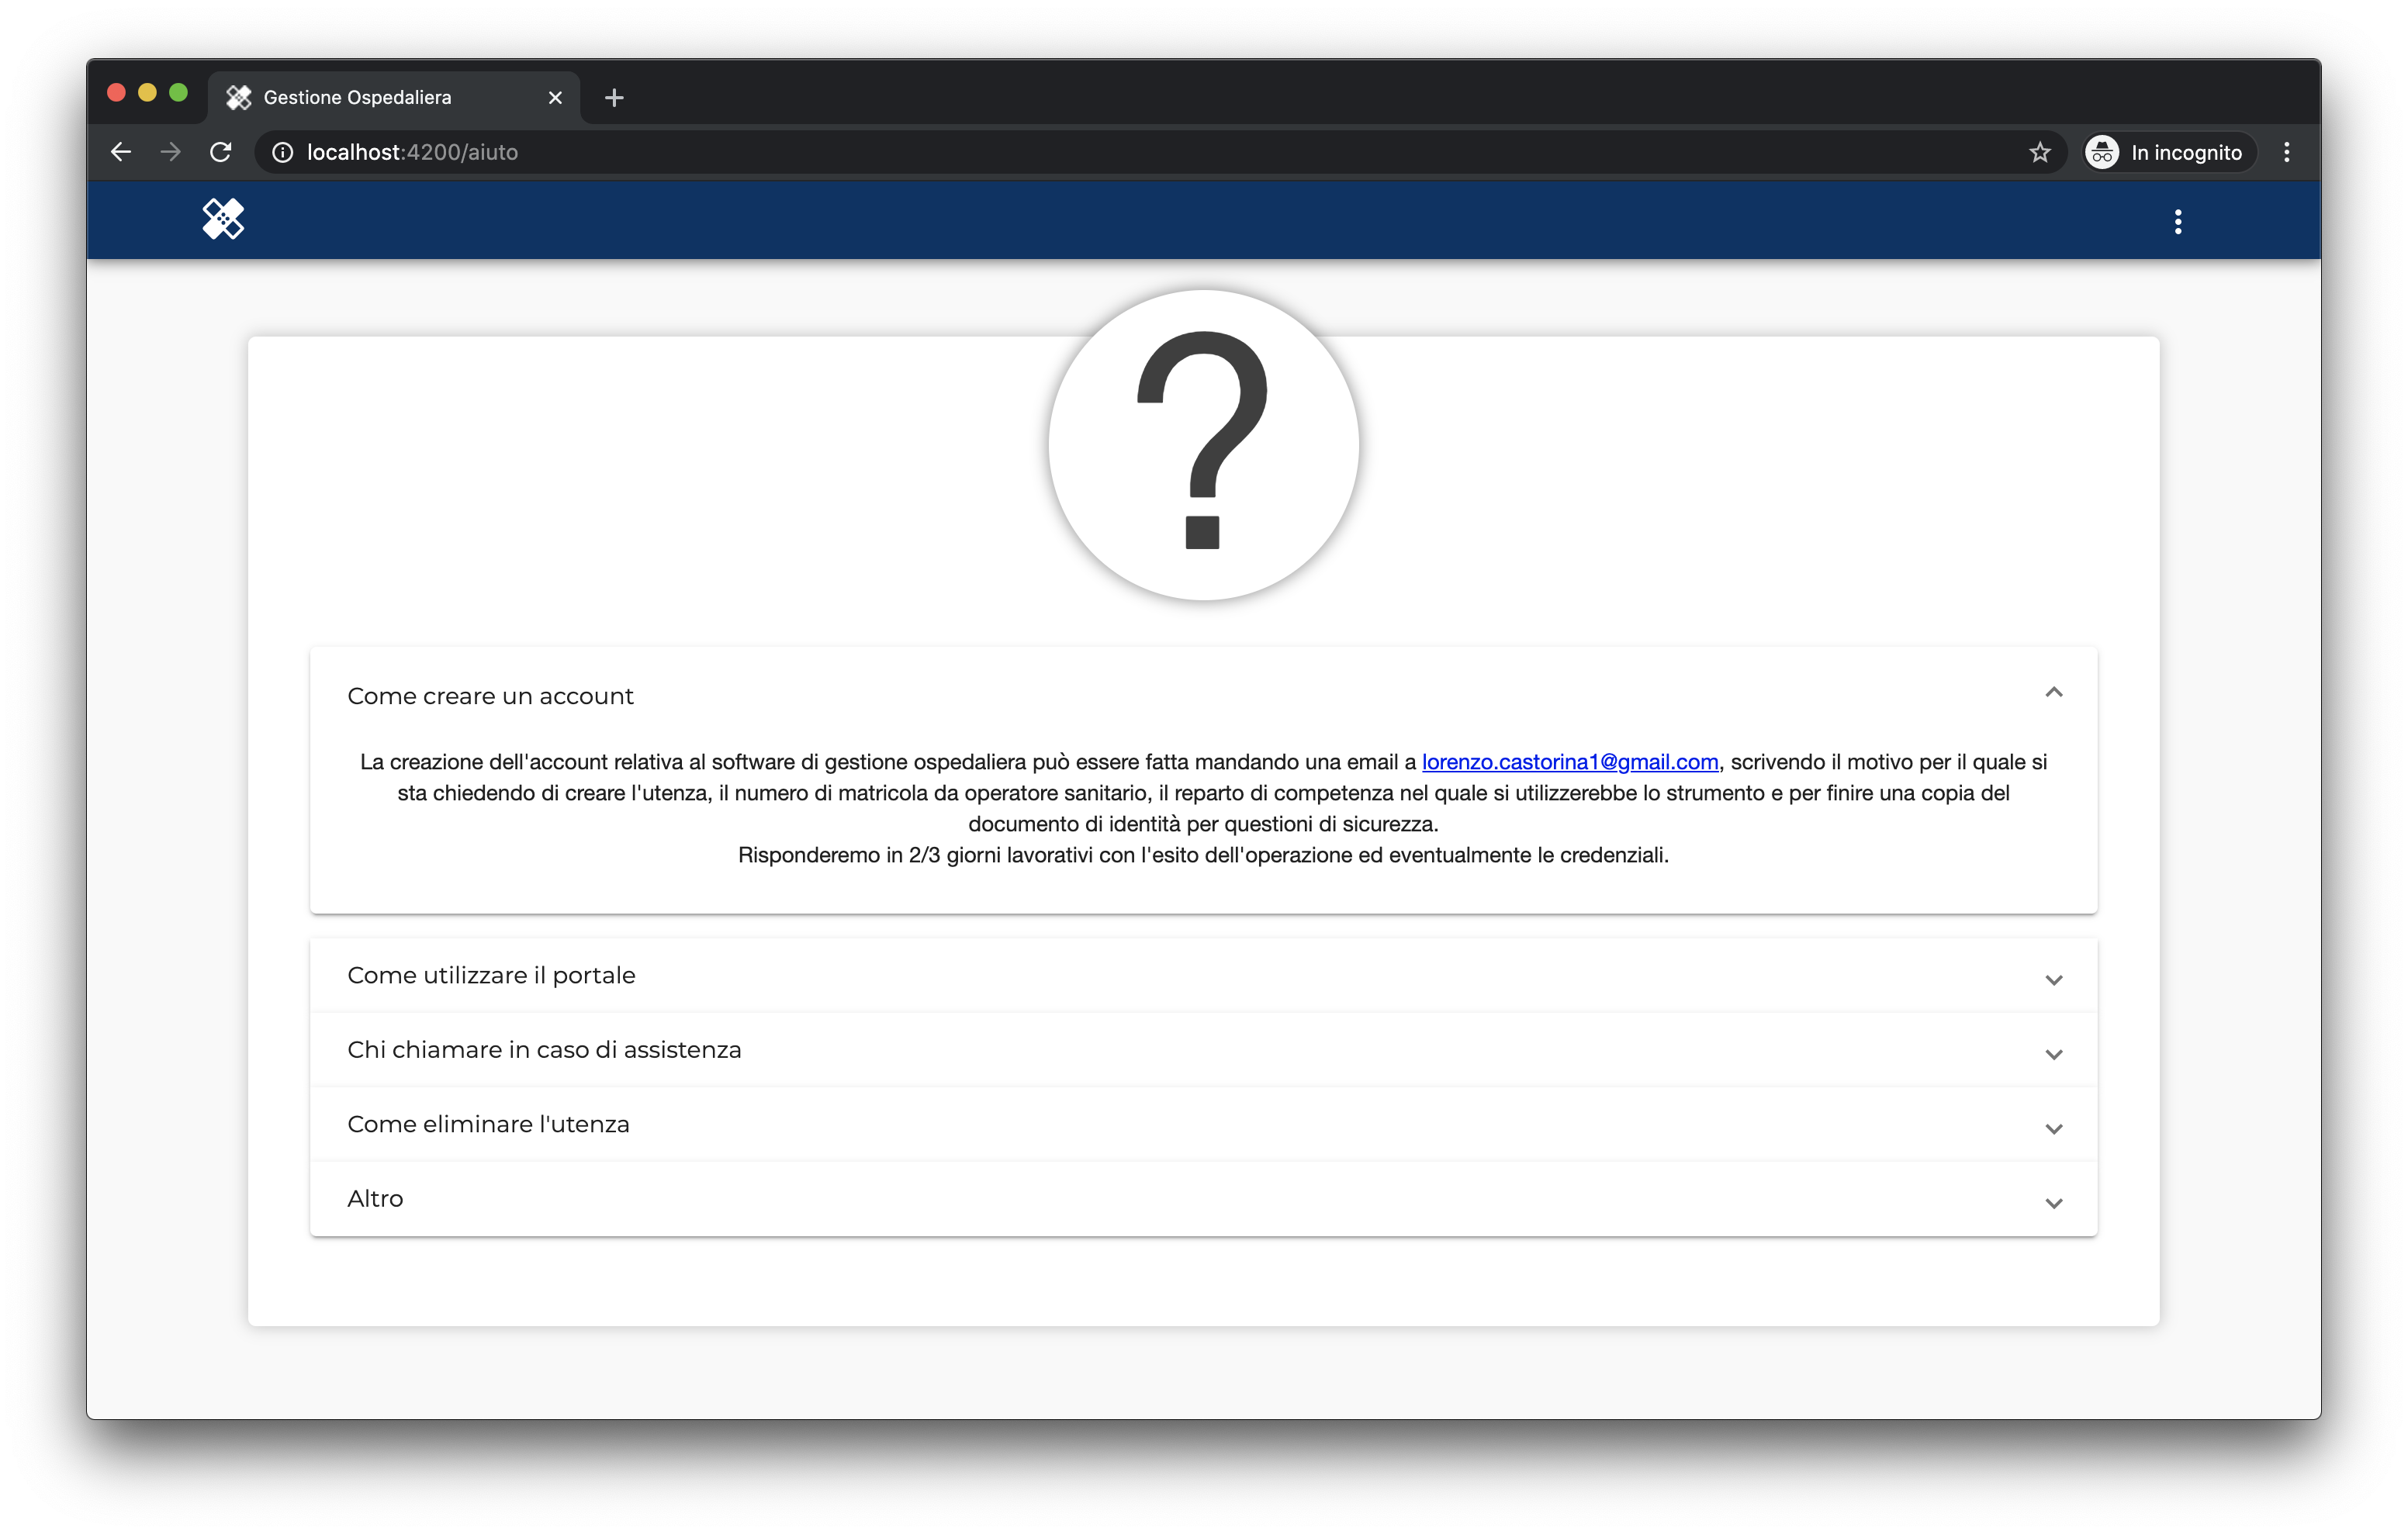 Gestione Ospedaliera
localhost:4200/aiuto
In incognito
?
Come creare un account
La creazione dell'account relativa al software di gestione ospedaliera può essere fatta mandando una email a lorenzo.castorina1@gmail.com, scrivendo il motivo per il quale si
sta chiedendo di creare l'utenza, il numero di matricola da operatore sanitario, il reparto di competenza nel quale si utilizzerebbe lo strumento e per finire una copia del
documento di identità per questioni di sicurezza.
Risponderemo in 2/3 giorni lavorativi con l'esito dell'operazione ed eventualmente le credenziali.
Come utilizzare il portale
Chi chiamare in caso di assistenza
Come eliminare l'utenza
Altro